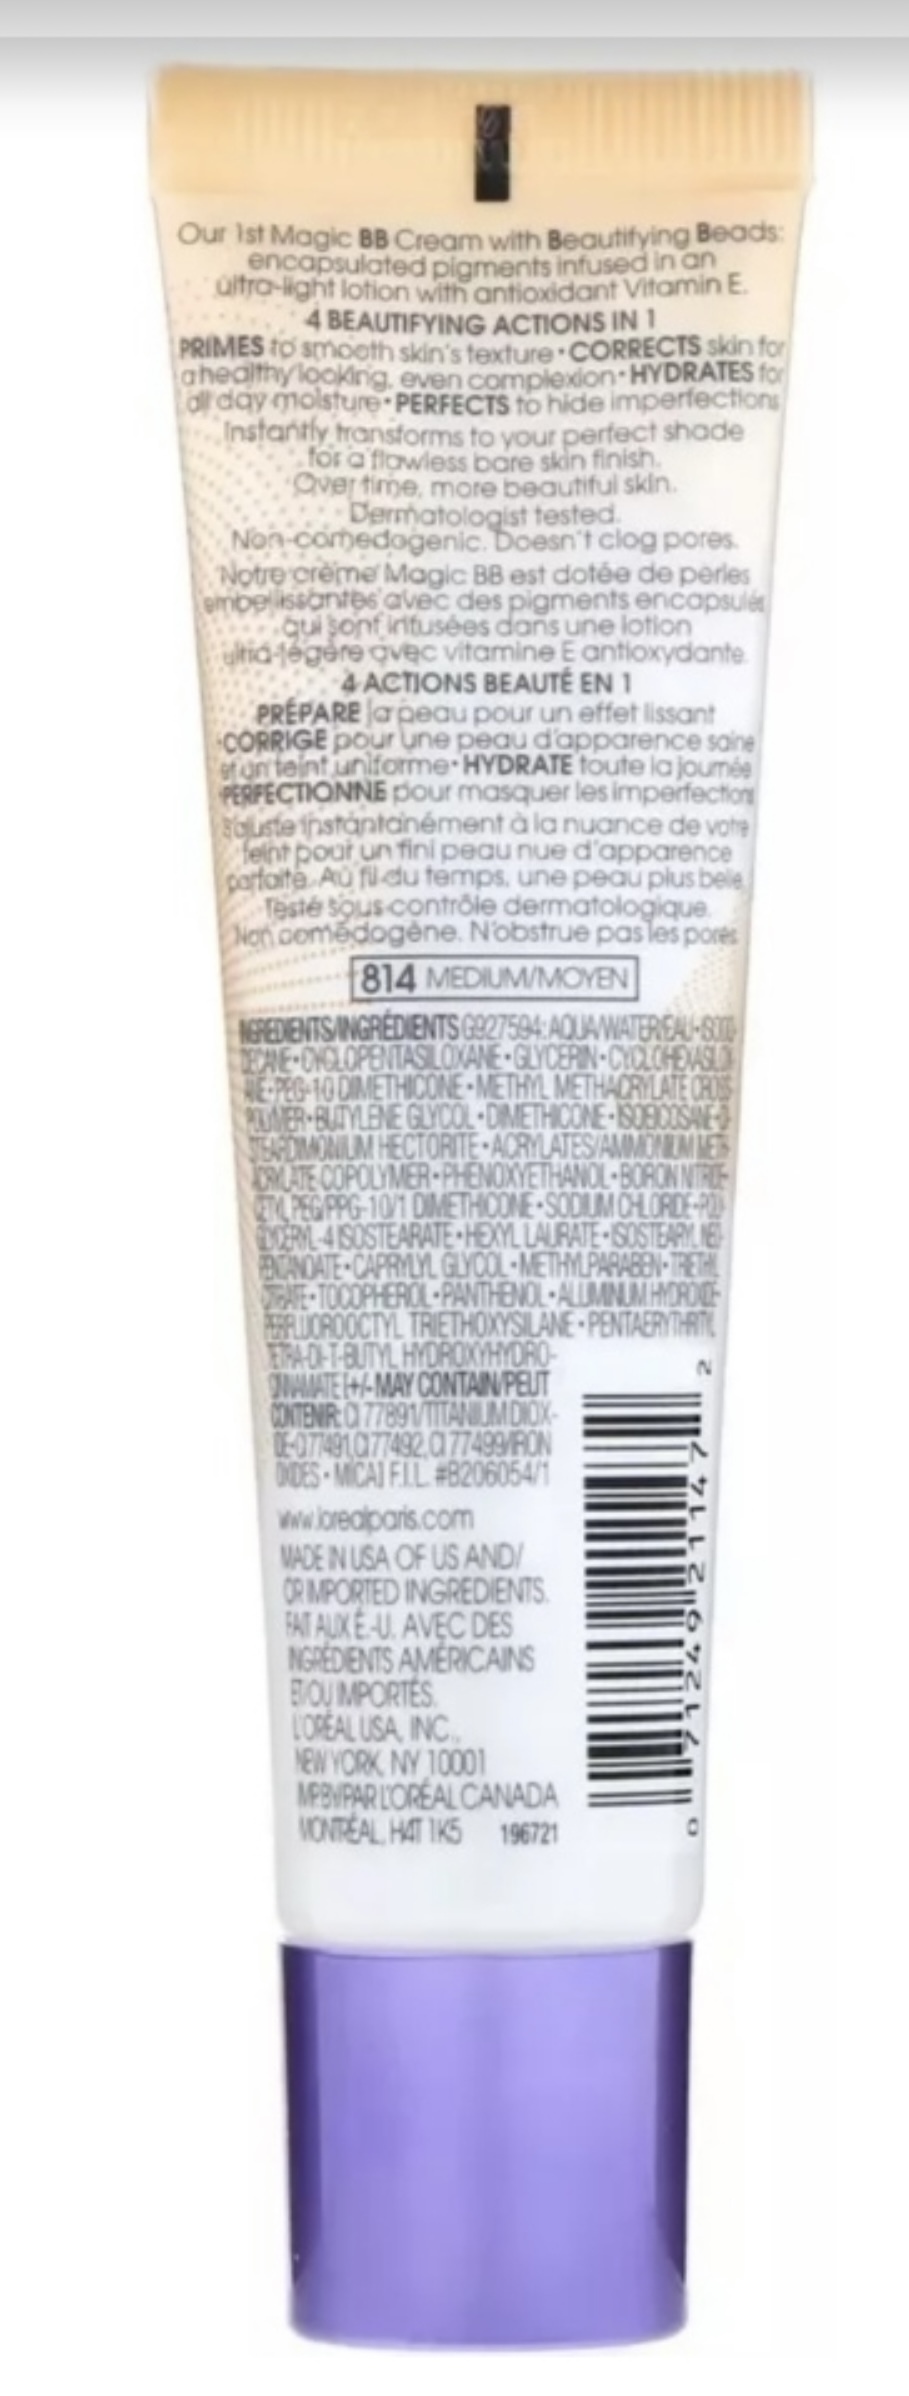 Our 1st Magic BB Cream with Beautifying Beads:
encapsulated pigments infused in an
ultra-light lotion with antioxidant Vitamin E.
4 BEAUTIFYING ACTIONS IN 1
PRIMES to smooth skin's texture • CORRECTS skin for
a healthy looking, even complexion • HYDRATES for
all day moisture • PERFECTS to hide imperfections
Instantly transforms to your perfect shade
for a flawless bare skin finish.
Over time, more beautiful skin.
Dermatologist tested.
Non-comedogenic. Doesn't clog pores.
Notre crème Magic BB est dotée de perles
embellissantes avec des pigments encapsulés
qui sont infusées dans une lotion
ultra-légère avec vitamine E antioxydante.
4 ACTIONS BEAUTÉ EN 1
PRÉPARE la peau pour un effet lissant
•CORRIGE pour une peau d'apparence saine
et un teint uniforme • HYDRATE toute la journée
PERFECTIONNE pour masquer les imperfections
S'ajuste instantanément à la nuance de votre
teint pour un fini peau nue d'apparence
parfaite. Au fil du temps, une peau plus belle.
Testé sous contrôle dermatologique.
Non comédogène. N'obstrue pas les pores
814 MEDIUM/MOYEN
INGREDIENTS/INGRÉDIENTS G927594: AQUA/WATER/EAU • ISODO
DECANE • CYCLOPENTASILOXANE • GLYCERIN • CYCLOHEXASILOX
ANE • PEG-10 DIMETHICONE • METHYL METHACRYLATE CROSS-
POLYMER • BUTYLENE GLYCOL • DIMETHICONE • ISOEICOSANE • DI
STEARDIMONIUM HECTORITE • ACRYLATES/AMMONIUM METH-
ACRYLATE COPOLYMER • PHENOXYETHANOL • BORON NITRIDE •
CETYL PEG/PPG-10/1 DIMETHICONE • SODIUM CHLORIDE • POLY
GLYCERYL-4 ISOSTEARATE • HEXYL LAURATE • ISOSTEARYL NEO-
PENTANOATE • CAPRYLYL GLYCOL • METHYLPARABEN • TRIETHYL
CITRATE • TOCOPHEROL • PANTHENOL • ALUMINUM HYDROXIDE •
PERFLUOROOCTYL TRIETHOXYSILANE • PENTAERYTHRITYL
TETRA-DI-T-BUTYL HYDROXYHYDRO-
CINNAMATE [+/- MAY CONTAIN/PEUT
CONTENIR: CI 77891/TITANIUM DIOX-
IDE • CI 77491, CI 77492, CI 77499/IRON
OXIDES • MICA] F.I.L. #B206054/1
www.lorealparis.com
MADE IN USA OF US AND/
OR IMPORTED INGREDIENTS.
FAIT AUX É.-U. AVEC DES
INGRÉDIENTS AMÉRICAINS
ET/OU IMPORTÉS.
L'ORÉAL USA, INC.,
NEW YORK, NY 10001
IMP.BY/PAR L'ORÉAL CANADA
MONTRÉAL, H4T 1K5 196721
0 71249 21147 2